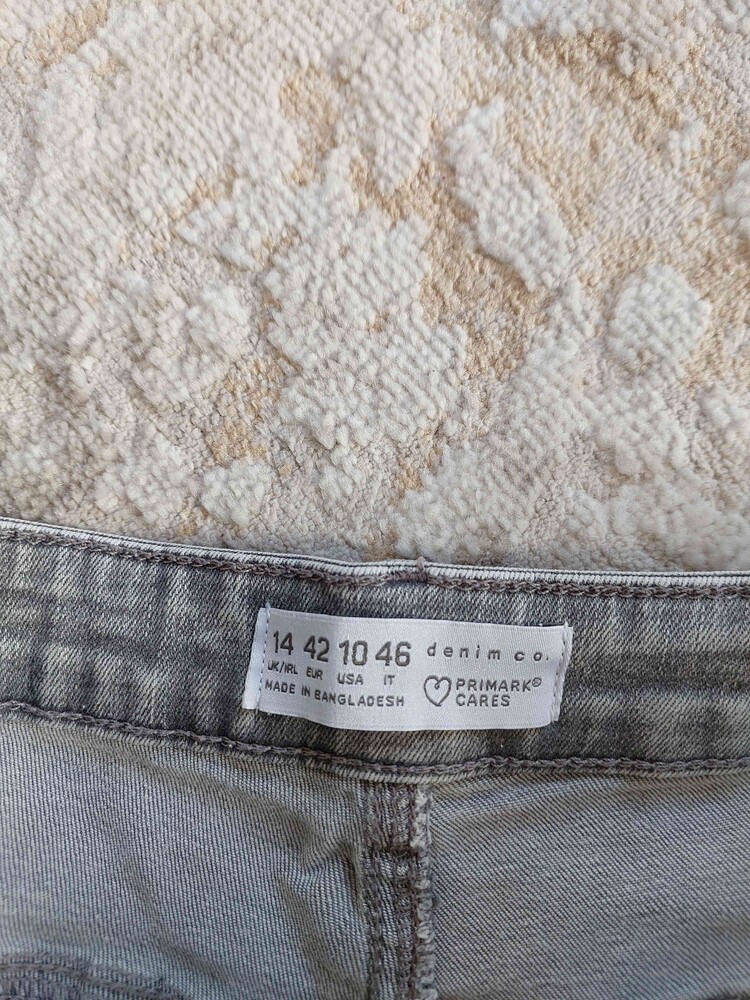 14 42 10 46
UK/IRL EUR USA IT
MADE IN BANGLADESH
denim co.
PRIMARK®
CARES